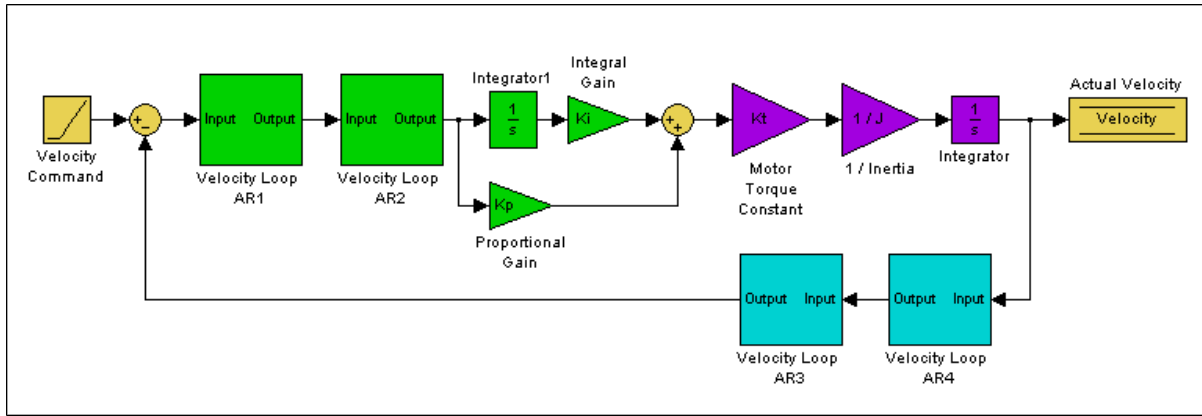 Velocity
Command
+
−
Input Output
Velocity Loop
AR1
Input Output
Velocity Loop
AR2
Integrator1
1
s
Integral
Gain
Ki
Kp
Proportional
Gain
+
+
Kt
Motor
Torque
Constant
1 / J
1 / Inertia
1
s
Integrator
Actual Velocity
Velocity
Output Input
Velocity Loop
AR3
Output Input
Velocity Loop
AR4